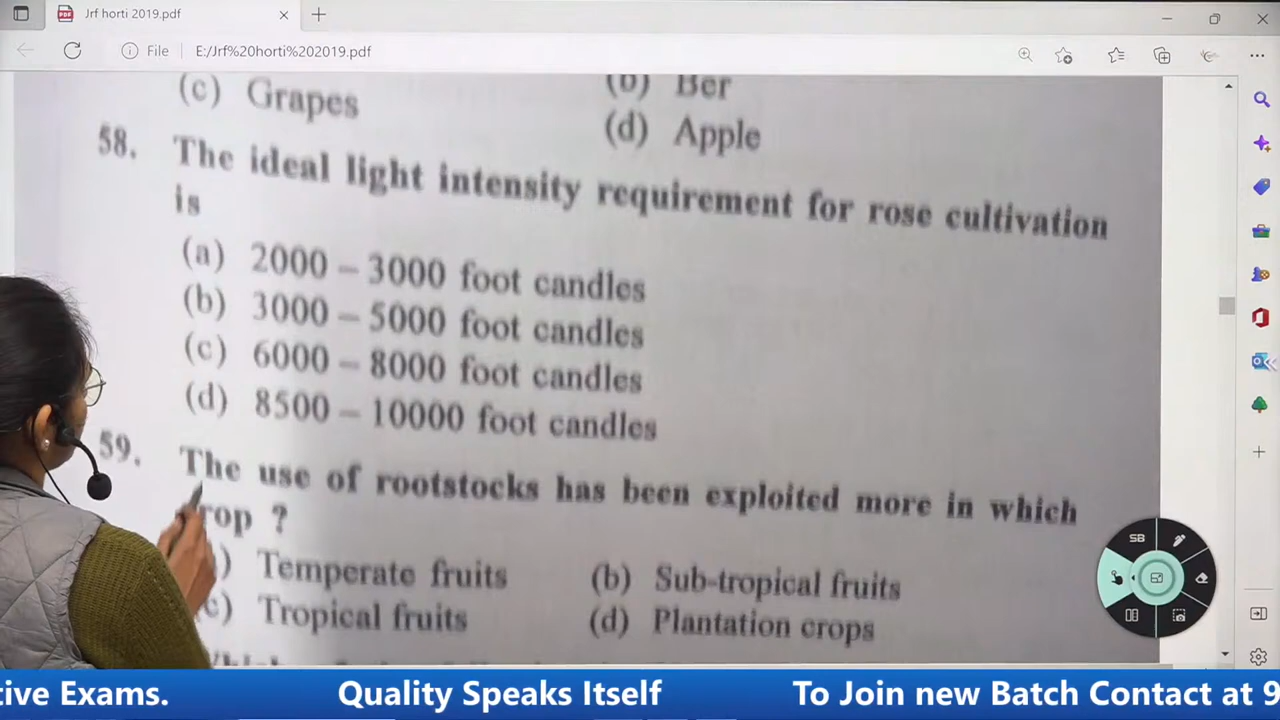 Jrf horti 2019.pdf
File E:/Jrf%20horti%202019.pdf
(c) Grapes
(b) Ber
(d) Apple
58. The ideal light intensity requirement for rose cultivation
is
(a) 2000 – 3000 foot candles
(b) 3000 – 5000 foot candles
(c) 6000 – 8000 foot candles
(d) 8500 – 10000 foot candles
59. The use of rootstocks has been exploited more in which
rop ?
) Temperate fruits (b) Sub-tropical fruits
c) Tropical fruits (d) Plantation crops
SB
tive Exams. Quality Speaks Itself To Join new Batch Contact at 9